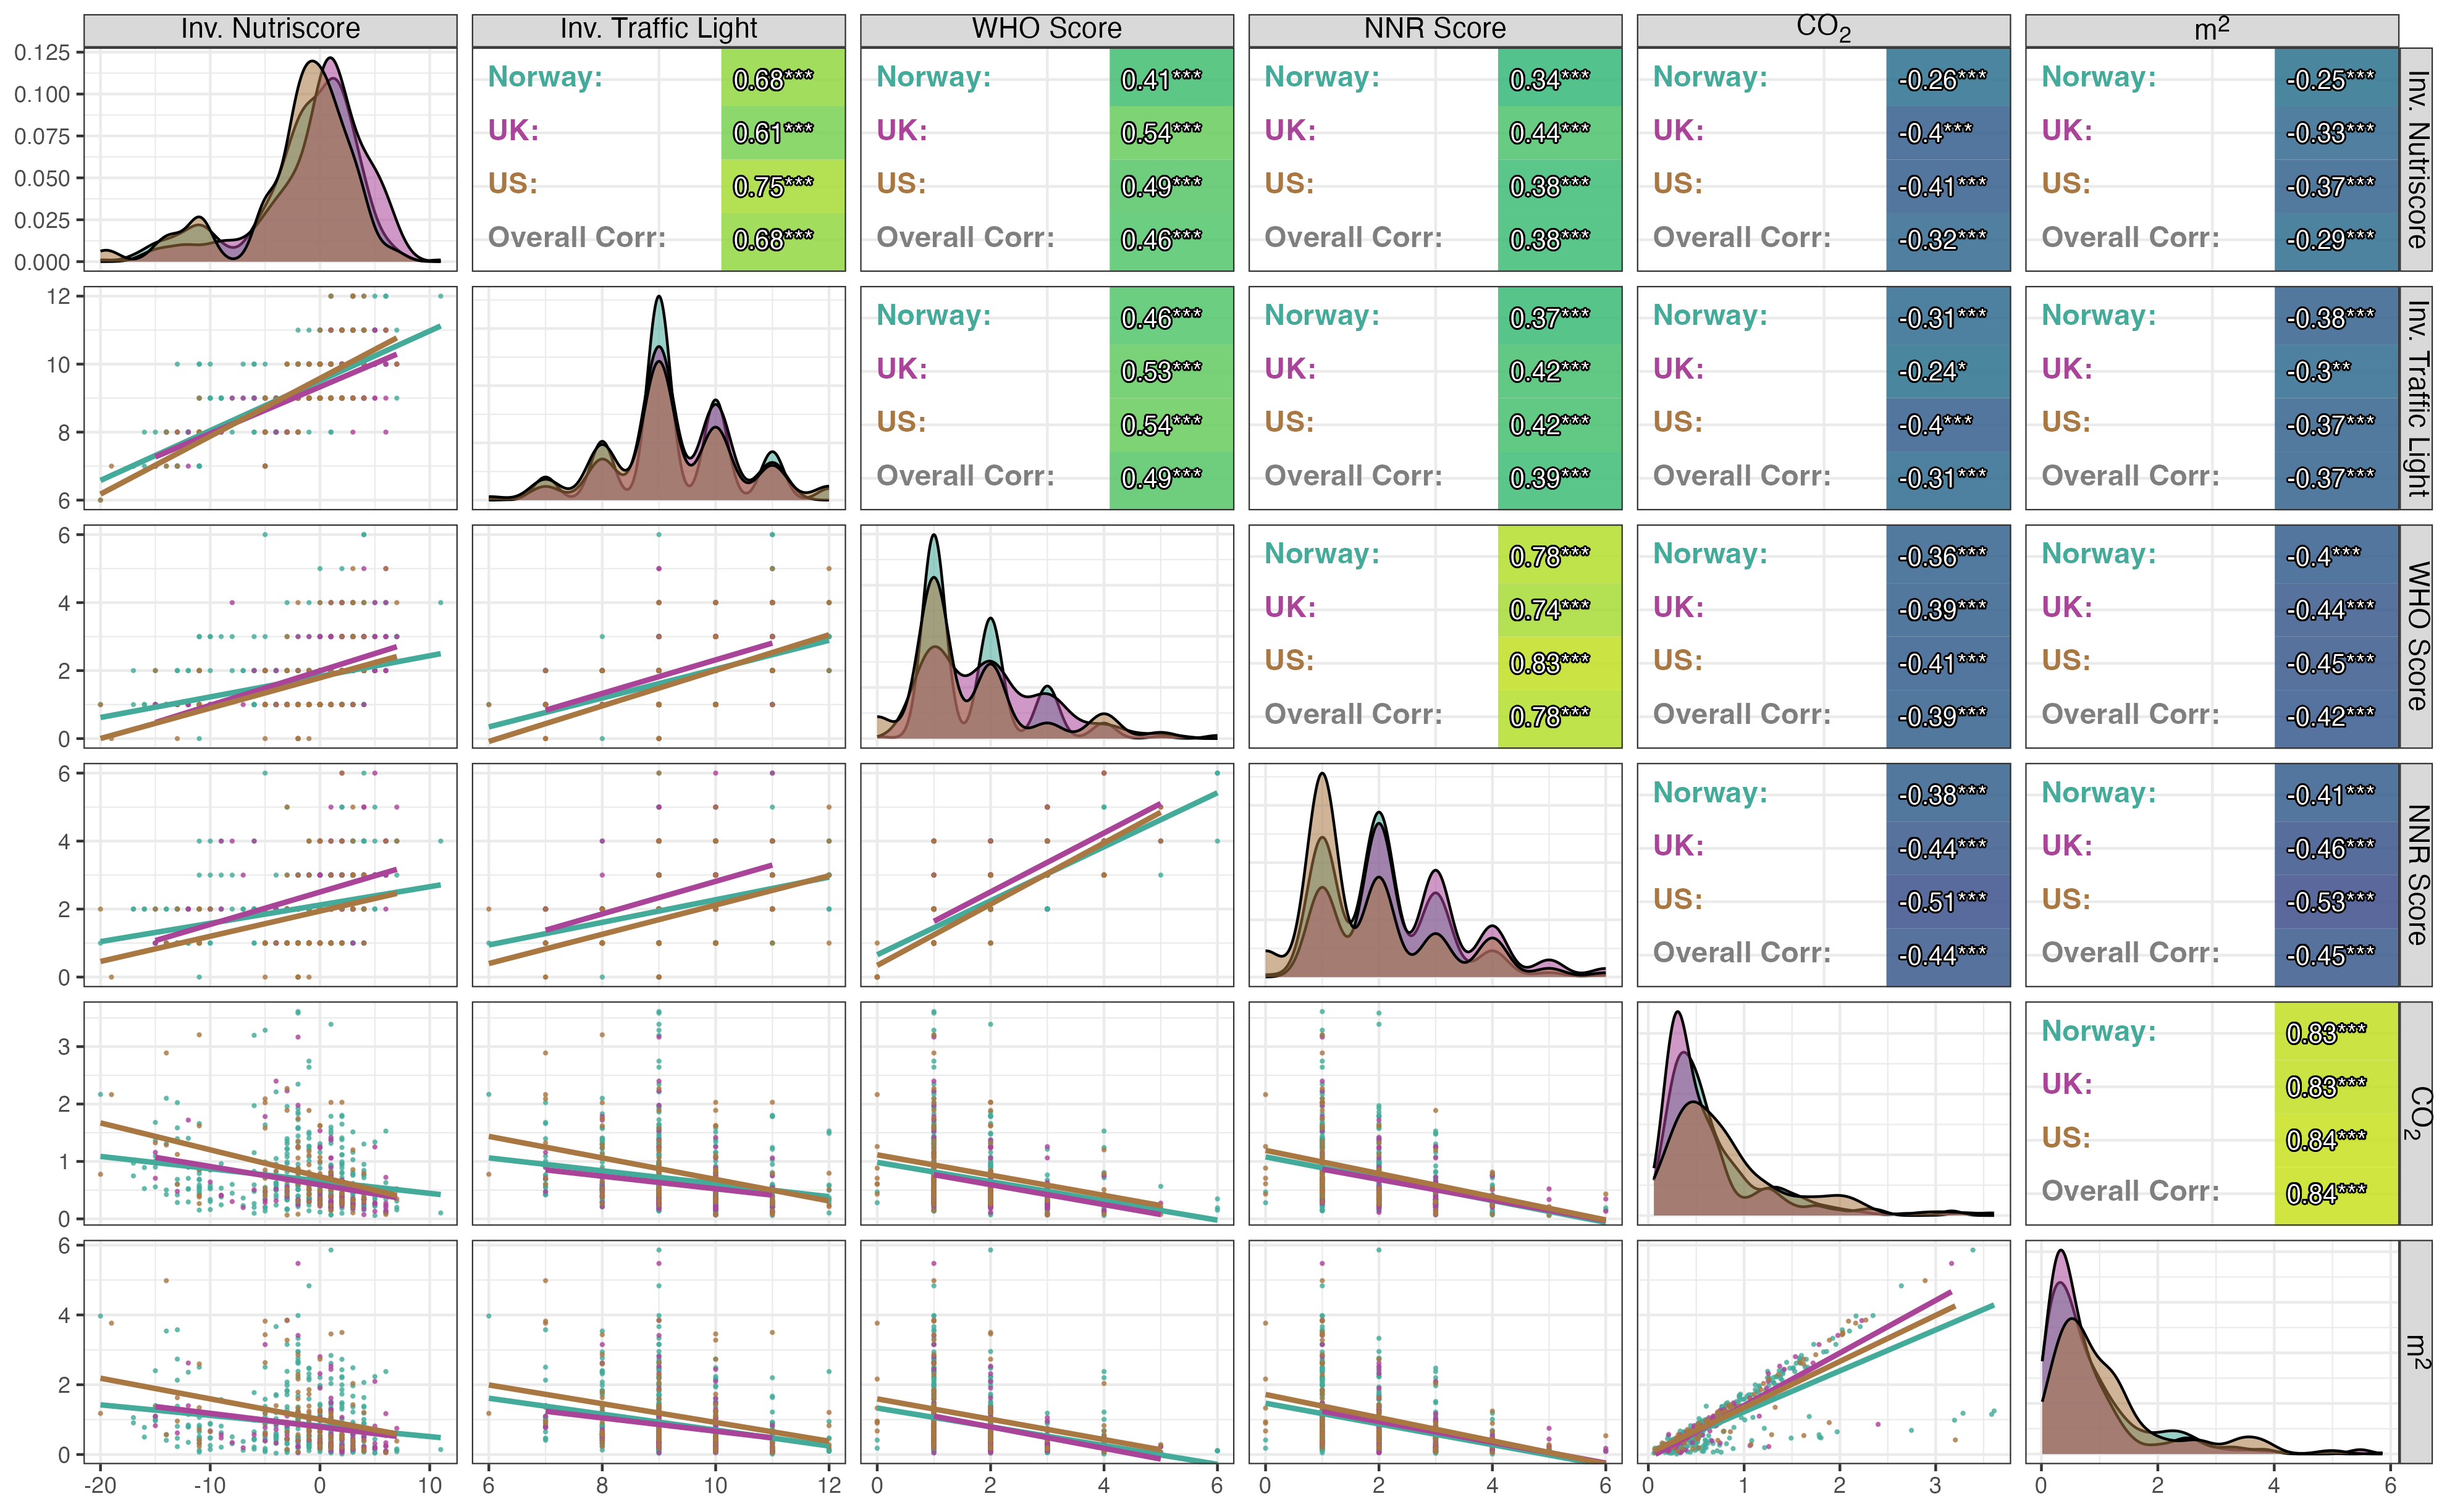 Inv. Nutriscore Inv. Traffic Light WHO Score NNR Score CO₂ m²
0.125 Norway: 0.68*** Norway: 0.41*** Norway: 0.34*** Norway: -0.26*** Norway: -0.25***
0.100
UK: 0.61*** UK: 0.54*** UK: 0.44*** UK: -0.4*** UK: -0.33***
0.075
0.050 US: 0.75*** US: 0.49*** US: 0.38*** US: -0.41*** US: -0.37***
0.025 Overall Corr: 0.68*** Overall Corr: 0.46*** Overall Corr: 0.38*** Overall Corr: -0.32*** Overall Corr: -0.29***
0.000
Inv. Nutriscore
12 Norway: 0.46*** Norway: 0.37*** Norway: -0.31*** Norway: -0.38***
10 UK: 0.53*** UK: 0.42*** UK: -0.24* UK: -0.3**
8 US: 0.54*** US: 0.42*** US: -0.4*** US: -0.37***
6 Overall Corr: 0.49*** Overall Corr: 0.39*** Overall Corr: -0.31*** Overall Corr: -0.37***
Inv. Traffic Light
6 Norway: 0.78*** Norway: -0.36*** Norway: -0.4***
4 UK: 0.74*** UK: -0.39*** UK: -0.44***
2 US: 0.83*** US: -0.41*** US: -0.45***
0 Overall Corr: 0.78*** Overall Corr: -0.39*** Overall Corr: -0.42***
WHO Score
6 Norway: -0.38*** Norway: -0.41***
4 UK: -0.44*** UK: -0.46***
2 US: -0.51*** US: -0.53***
0 Overall Corr: -0.44*** Overall Corr: -0.45***
NNR Score
3 Norway: 0.83***
2 UK: 0.83***
1 US: 0.84***
0 Overall Corr: 0.84***
CO₂
6
4
2
0
m²
-20 -10 0 10 6 8 10 12 0 2 4 6 0 2 4 6 0 1 2 3 0 2 4 6